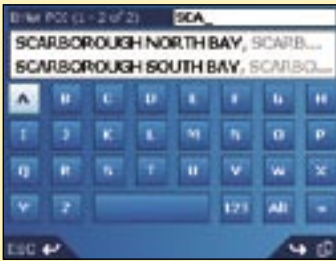 Enter POI (1 - 2 of 2) SCA_
SCARBOROUGH NORTH BAY, SCARB...
SCARBOROUGH SOUTH BAY, SCARBO...
A B C D E F G H
I J K L M N O P
Q R S T U V W X
Y Z 123 Alt
ESC